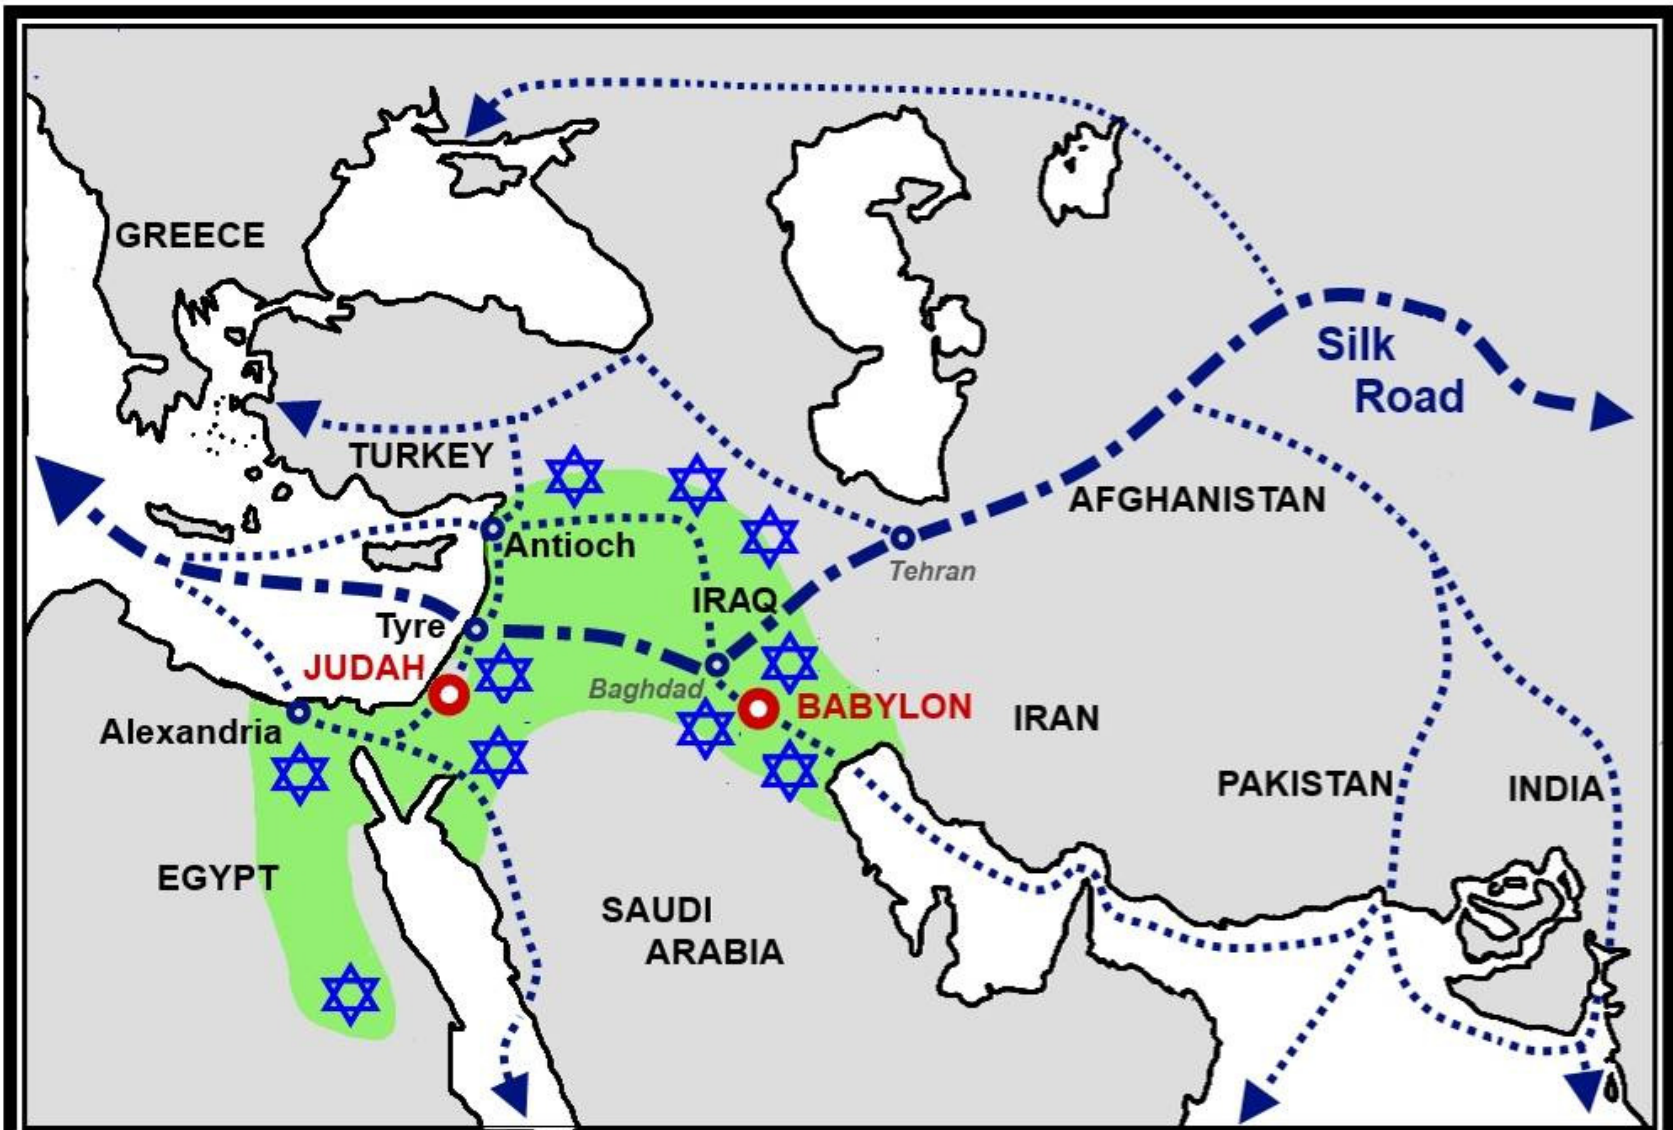 GREECE
Silk
Road
TURKEY
AFGHANISTAN
Antioch
Tehran
IRAQ
Tyre
JUDAH
Baghdad
BABYLON
IRAN
Alexandria
PAKISTAN
INDIA
EGYPT
SAUDI
ARABIA